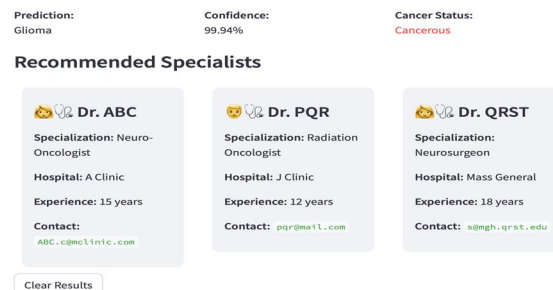 Prediction:
Confidence:
Cancer Status:
Glioma
99.94%
Cancerous
Recommended Specialists
Dr. ABC
Specialization: Neuro-
Oncologist
Hospital: A Clinic
Experience: 15 years
Contact:
ABC.c@mclinic.com
Dr. PQR
Specialization: Radiation
Oncologist
Hospital: J Clinic
Experience: 12 years
Contact: pqr@mail.com
Dr. QRST
Specialization:
Neurosurgeon
Hospital: Mass General
Experience: 18 years
Contact: s@mgh.qrst.edu
Clear Results